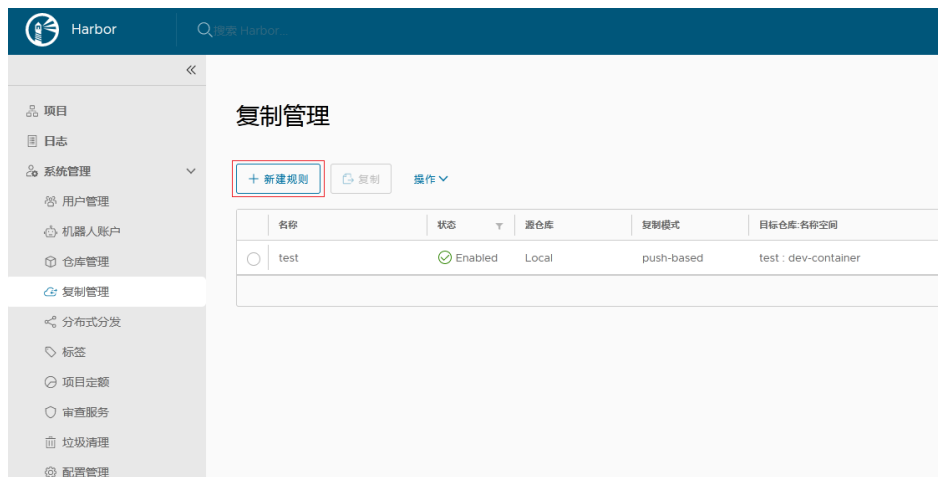 Harbor
搜索 Harbor...
项目
日志
系统管理
用户管理
机器人账户
仓库管理
复制管理
分布式分发
标签
项目定额
审查服务
垃圾清理
配置管理
复制管理
新建规则 复制 操作
名称 状态 源仓库 复制模式 目标仓库:名称空间
test Enabled Local push-based test : dev-container